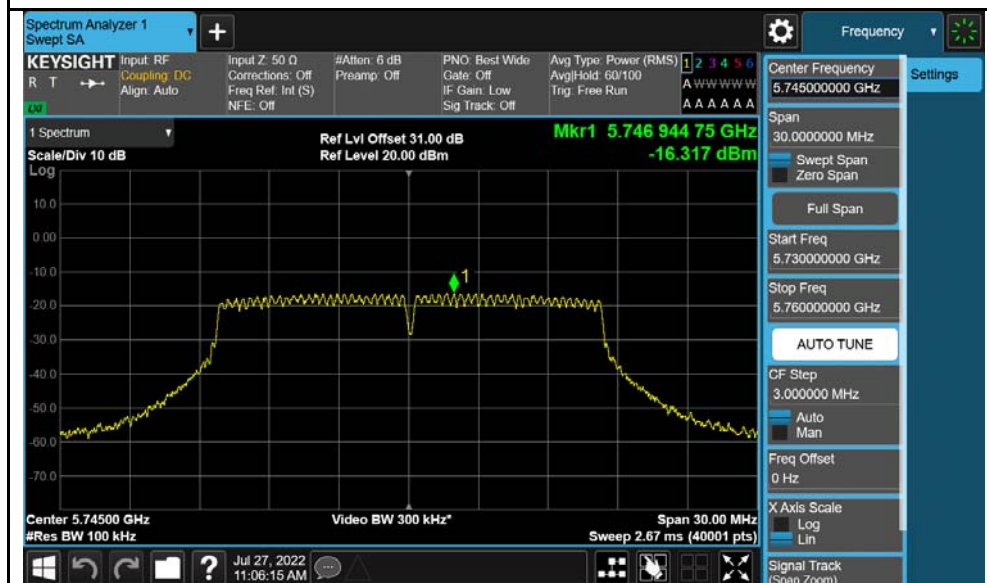 Spectrum Analyzer 1
Swept SA
+
Frequency
KEYSIGHT
R T
LXI
Input: RF
Coupling: DC
Align: Auto
Input Z: 50 Ω
Corrections: Off
Freq Ref: Int (S)
NFE: Off
#Atten: 6 dB
Preamp: Off
PNO: Best Wide
Gate: Off
IF Gain: Low
Sig Track: Off
Avg Type: Power (RMS)
Avg|Hold: 60/100
Trig: Free Run
1 2 3 4 5 6
A W W W W W
A A A A A A
1 Spectrum
Scale/Div 10 dB
Log
Ref Lvl Offset 31.00 dB
Ref Level 20.00 dBm
Mkr1 5.746 944 75 GHz
-16.317 dBm
10.0
0.00
-10.0
-20.0
-30.0
-40.0
-50.0
-60.0
-70.0
1
Center 5.74500 GHz
#Res BW 100 kHz
Video BW 300 kHz*
Span 30.00 MHz
Sweep 2.67 ms (40001 pts)
?
Jul 27, 2022
11:06:15 AM
Center Frequency
5.745000000 GHz
Settings
Span
30.0000000 MHz
Swept Span
Zero Span
Full Span
Start Freq
5.730000000 GHz
Stop Freq
5.760000000 GHz
AUTO TUNE
CF Step
3.000000 MHz
Auto
Man
Freq Offset
0 Hz
X Axis Scale
Log
Lin
Signal Track
(Span Zoom)